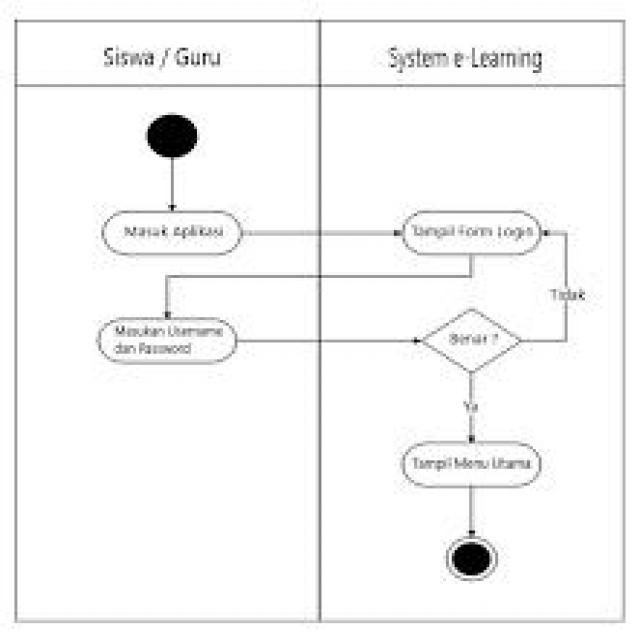 Siswa / Guru
System e-Learning
Masuk Aplikasi
Tampil Form Login
Tidak
Masukan Username
dan Password
Benar ?
Ya
Tampil Menu Utama